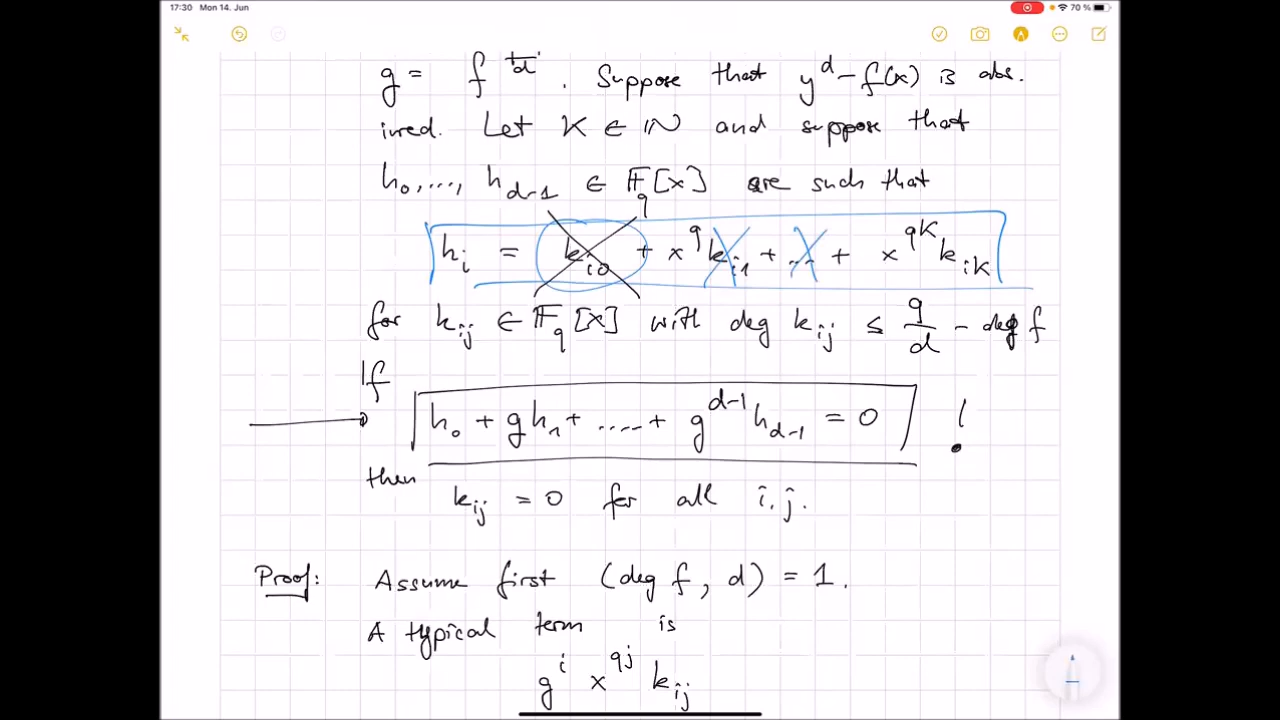 17:30 Mon 14. Jun 70 %
g = f . Suppose that y^d - f(x) is abs.
irred. Let K ∈ ℕ and suppose that
h_0, ..., h_{d-1} ∈ 𝔽_q[x] are such that
h_i = k_{i0} + x^q k_{i1} + ... + x^{qK} k_{iK}
for k_{ij} ∈ 𝔽_q[x] with deg k_{ij} ≤ q/d - deg f
If
h_0 + g h_1 + .... + g^{d-1} h_{d-1} = 0 !
then
k_{ij} = 0 for all i, j.
Proof: Assume first (deg f, d) = 1.
A typical term is
g^i x^{qj} k_{ij}